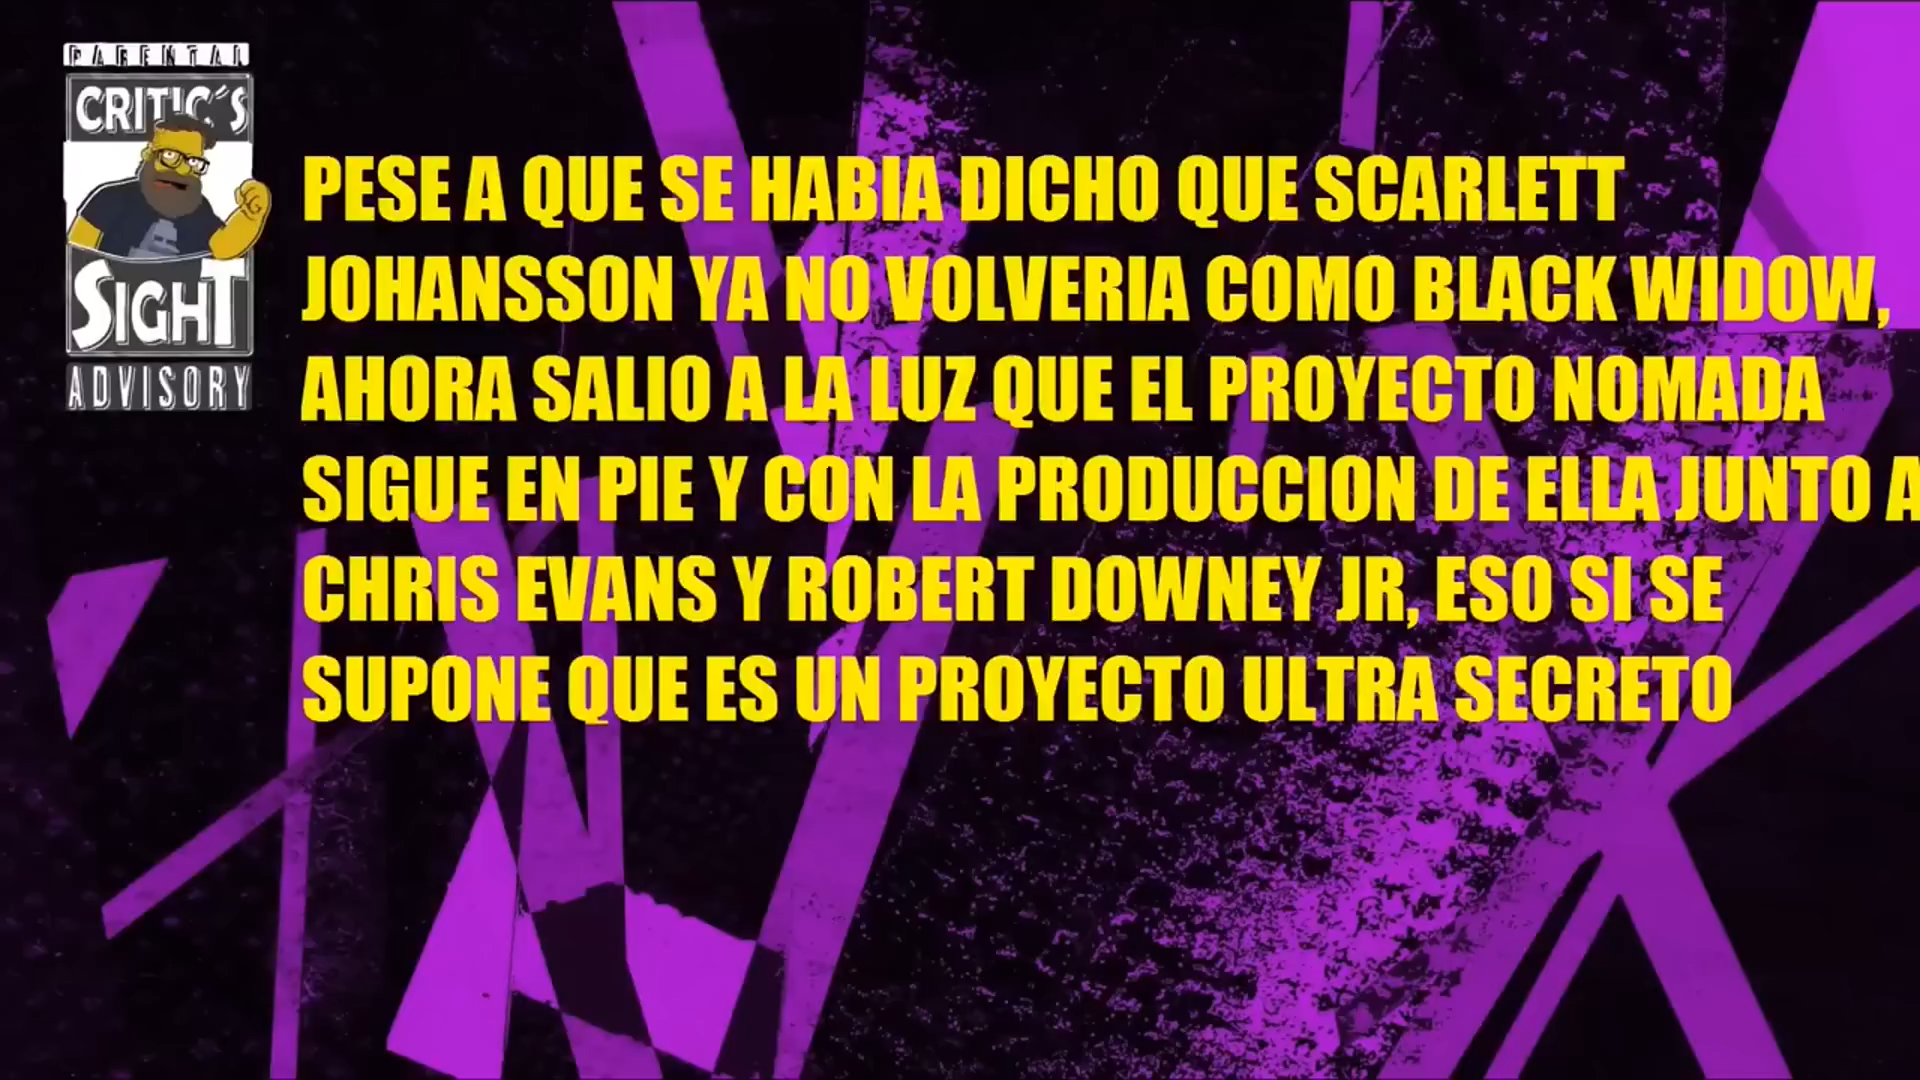 PARENTAL
CRITIC´S
SIGHT
ADVISORY
PESE A QUE SE HABIA DICHO QUE SCARLETT
JOHANSSON YA NO VOLVERIA COMO BLACK WIDOW,
AHORA SALIO A LA LUZ QUE EL PROYECTO NOMADA
SIGUE EN PIE Y CON LA PRODUCCION DE ELLA JUNTO A
CHRIS EVANS Y ROBERT DOWNEY JR, ESO SI SE
SUPONE QUE ES UN PROYECTO ULTRA SECRETO